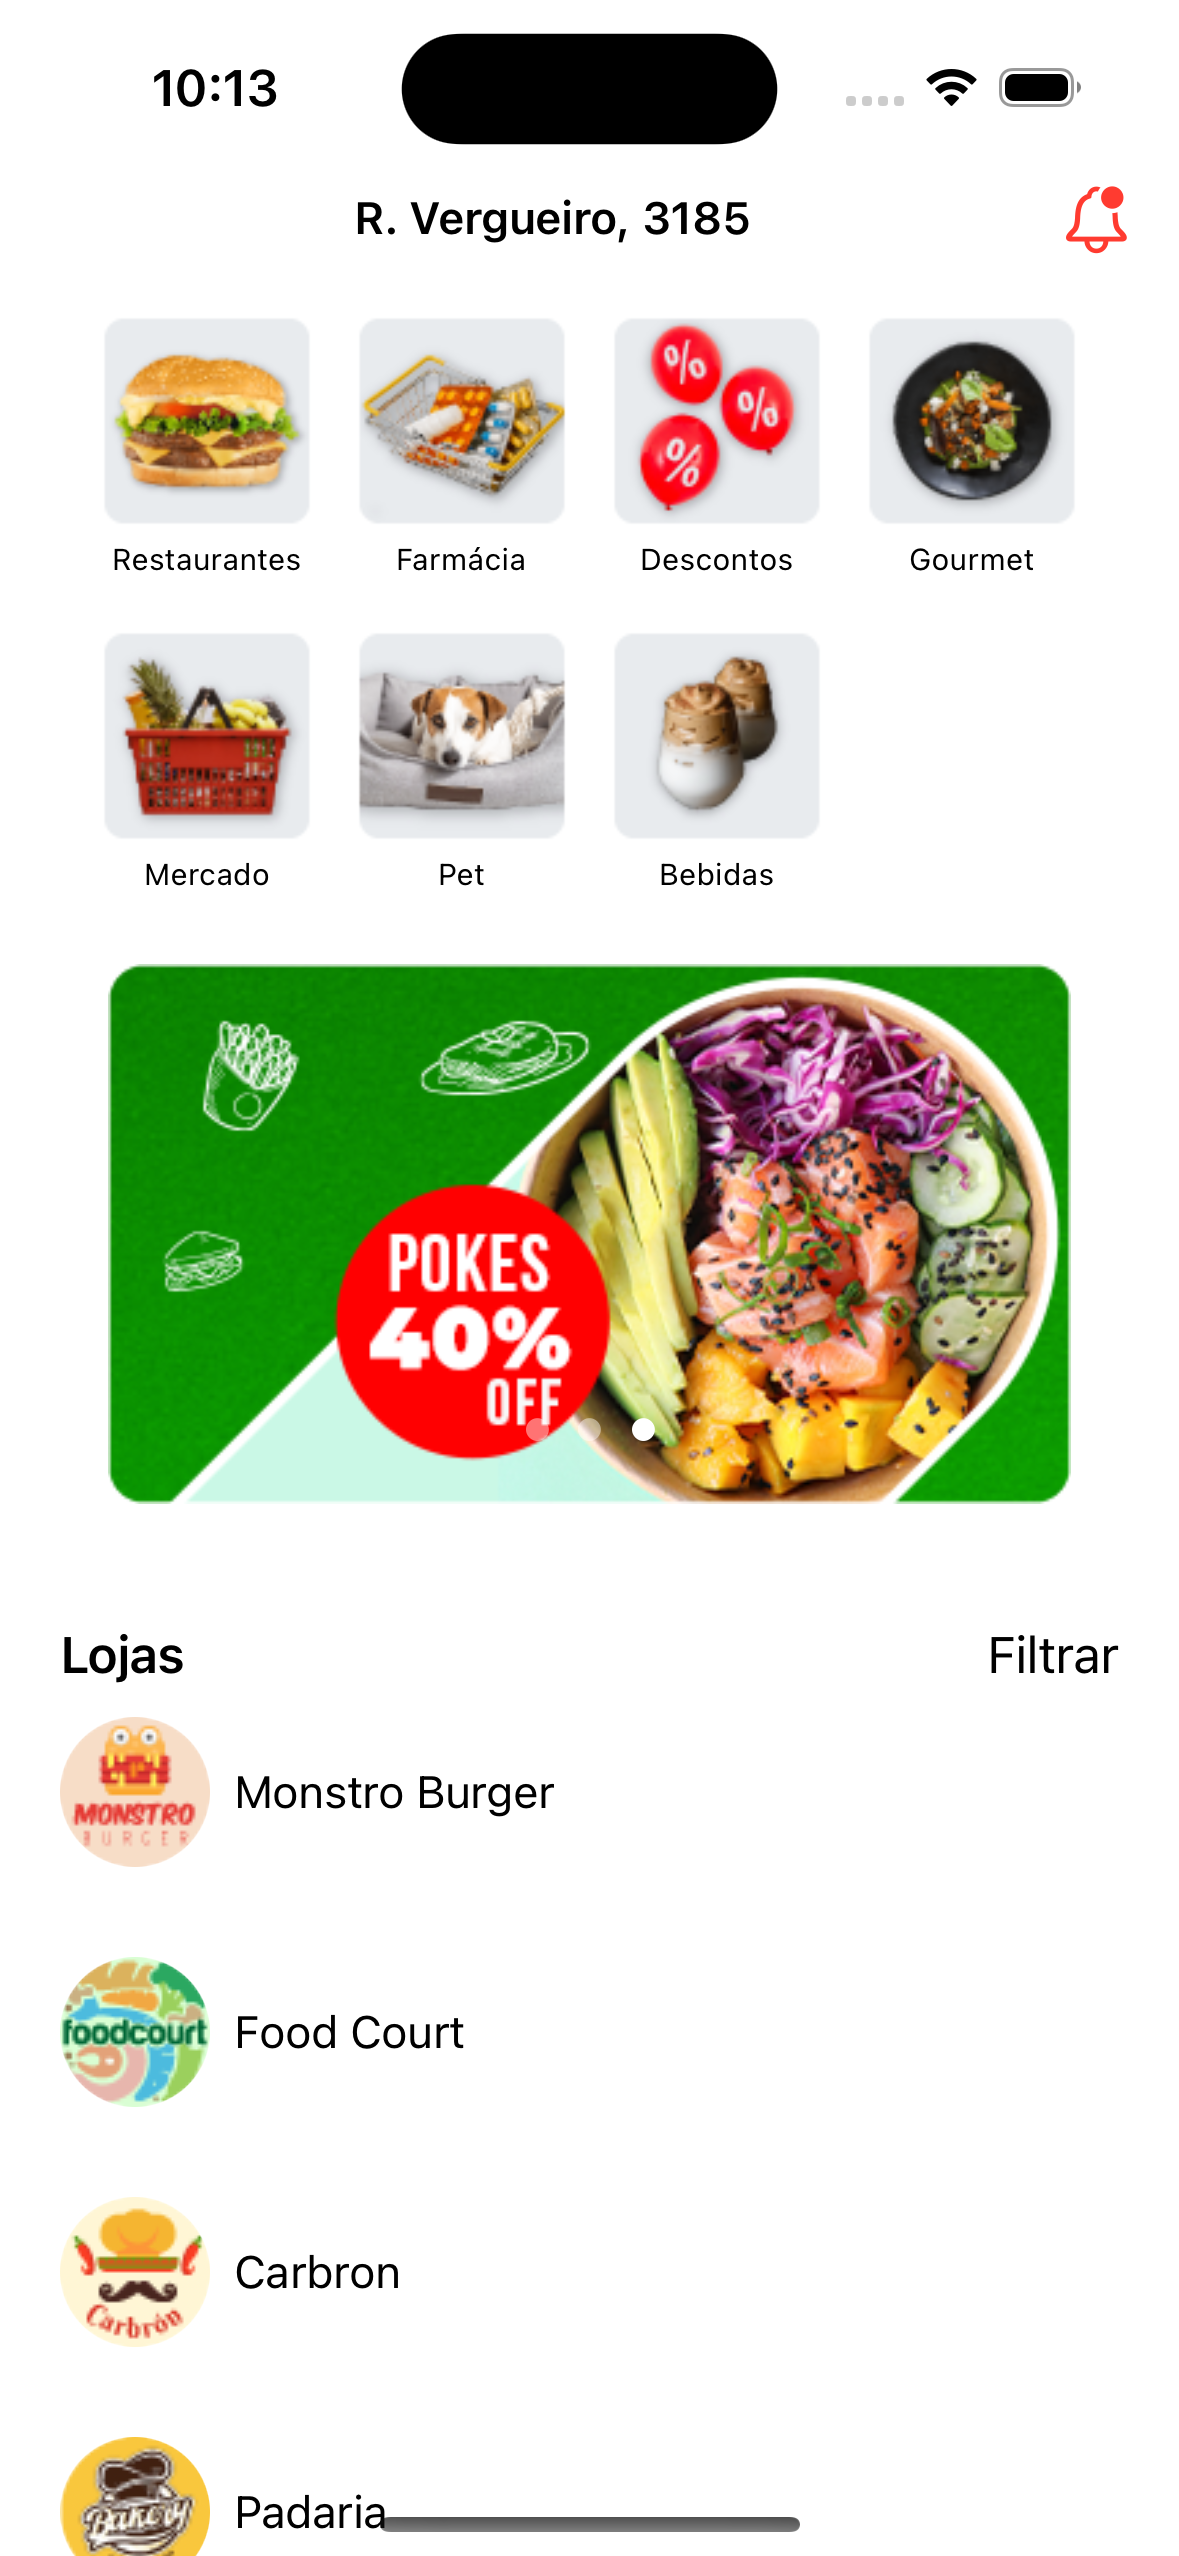 10:13
R. Vergueiro, 3185
%
%
%
Restaurantes
Farmácia
Descontos
Gourmet
Mercado
Pet
Bebidas
POKES
40%
OFF
Lojas
Filtrar
MONSTRO
BURGER
Monstro Burger
foodcourt
Food Court
Carbrón
Carbron
Bakery
Padaria